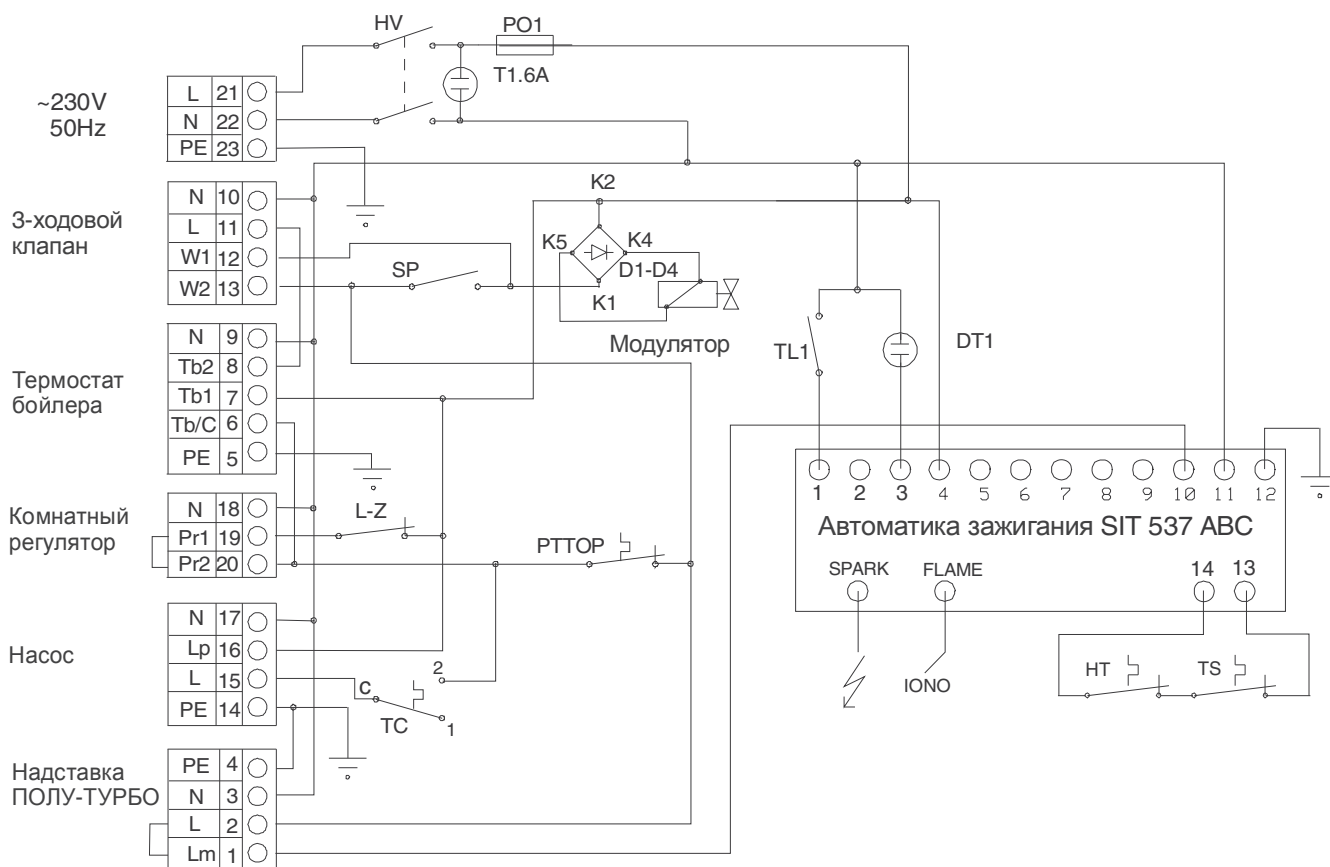 HV
PO1
T1.6A
~230V
50Hz
L 21
N 22
PE 23
3-ходовой
клапан
N 10
L 11
W1 12
W2 13
SP
K2
K5
K4
D1-D4
K1
Модулятор
TL1
DT1
Термостат
бойлера
N 9
Tb2 8
Tb1 7
Tb/C 6
PE 5
Комнатный
регулятор
N 18
Pr1 19
Pr2 20
L-Z
PTTOP
Насос
N 17
Lp 16
L 15
PE 14
C
2
1
TC
Надставка
ПОЛУ-ТУРБО
PE 4
N 3
L 2
Lm 1
1 2 3 4 5 6 7 8 9 10 11 12
Автоматика зажигания SIT 537 ABC
SPARK
FLAME
14
13
IONO
HT
TS